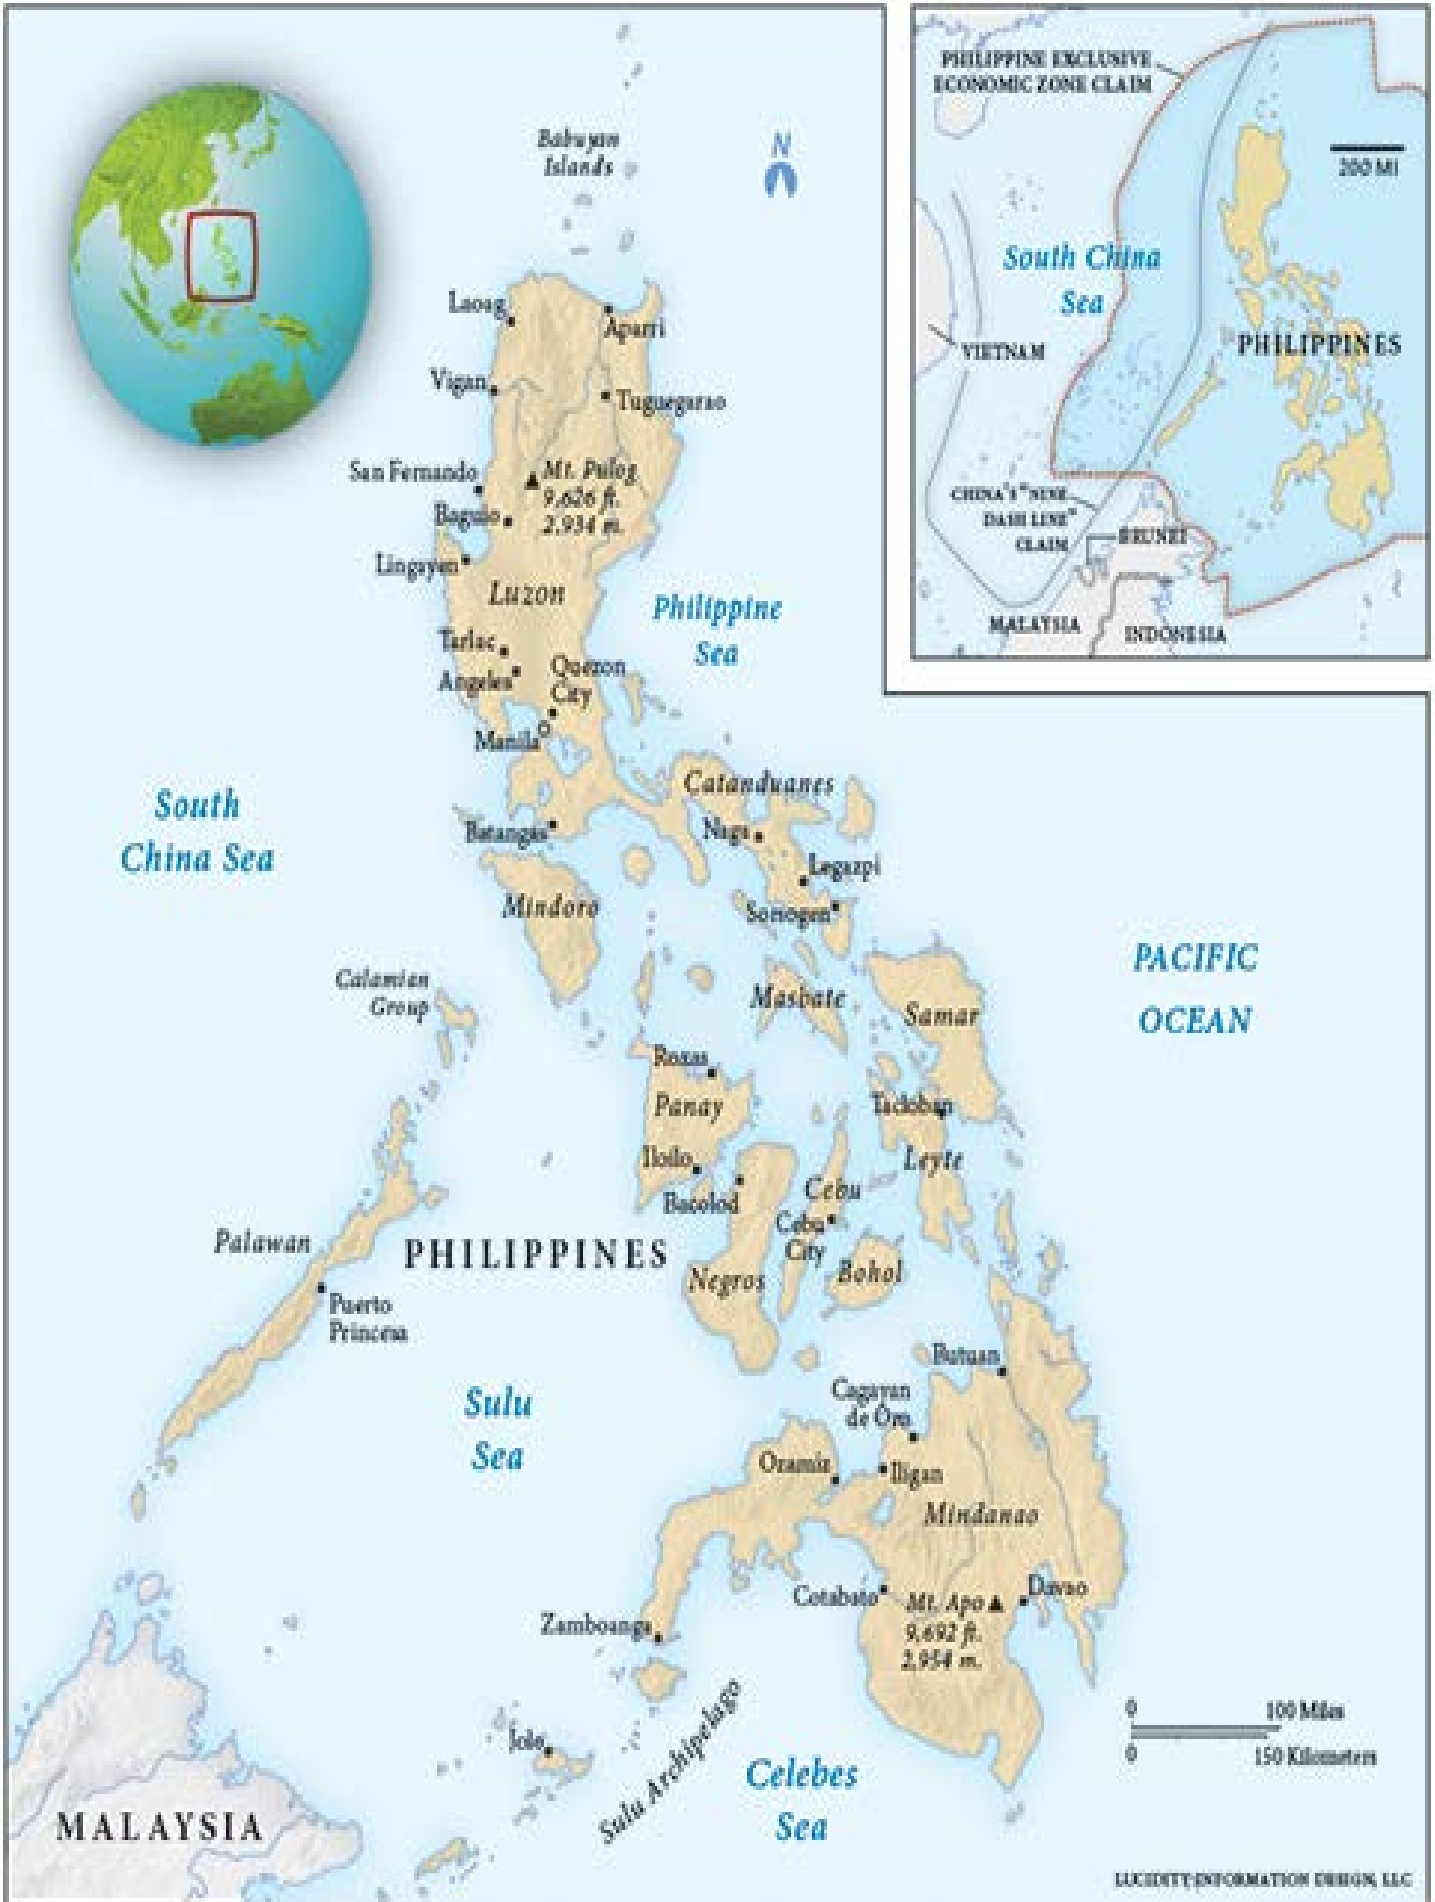 Babuyan
Islands
N
Laoag
Aparri
Vigan
Tuguegarao
San Fernando
Mt. Pulog
9,626 ft.
2,934 m.
Baguio
Lingayen
Luzon
Philippine
Sea
Tarlac
Angeles
Quezon
City
Manila
South
China Sea
Catanduanes
Naga
Batangas
Legazpi
Sorsogon
Mindoro
Calamian
Group
Masbate
Samar
PACIFIC
OCEAN
Roxas
Panay
Tacloban
Iloilo
Leyte
Bacolod
Cebu
Cebu
City
Palawan
PHILIPPINES
Negros
Bohol
Puerto
Princesa
Sulu
Sea
Butuan
Cagayan
de Oro
Ozamiz
Iligan
Mindanao
Cotabato
Mt. Apo
9,692 ft.
2,954 m.
Davao
Zamboanga
Jolo
Sulu Archipelago
Celebes
Sea
MALAYSIA
0 100 Miles
0 150 Kilometers
LUCIDITY INFORMATION DESIGN, LLC
PHILIPPINE EXCLUSIVE
ECONOMIC ZONE CLAIM
200 MI
South China
Sea
VIETNAM
PHILIPPINES
CHINA'S "NINE
DASH LINE"
CLAIM
BRUNEI
MALAYSIA
INDONESIA